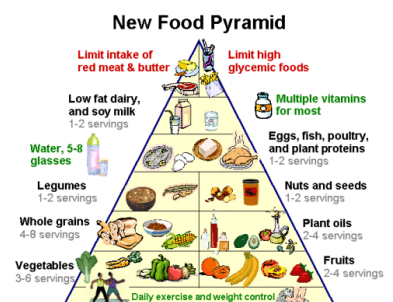 New Food Pyramid
Limit intake of
red meat & butter
Limit high
glycemic foods
Low fat dairy,
and soy milk
1-2 servings
Multiple vitamins
for most
Water, 5-8
glasses
Eggs, fish, poultry,
and plant proteins
1-2 servings
Legumes
1-2 servings
Nuts and seeds
1-2 servings
Whole grains
4-8 servings
Plant oils
2-4 servings
Vegetables
3-6 servings
Fruits
2-4 servings
Daily exercise and weight control